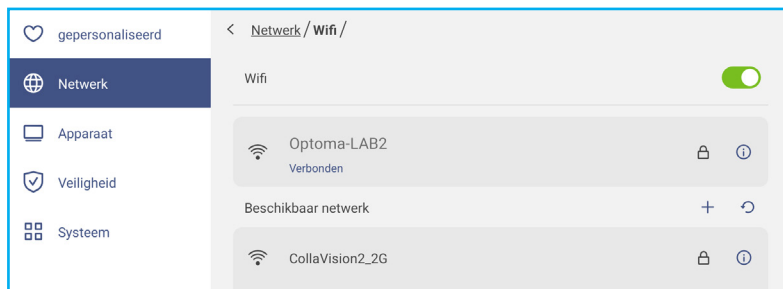 gepersonaliseerd
Netwerk
Apparaat
Veiligheid
Systeem
Netwerk / Wifi /
Wifi
Optoma-LAB2
Verbonden
Beschikbaar netwerk
CollaVision2_2G